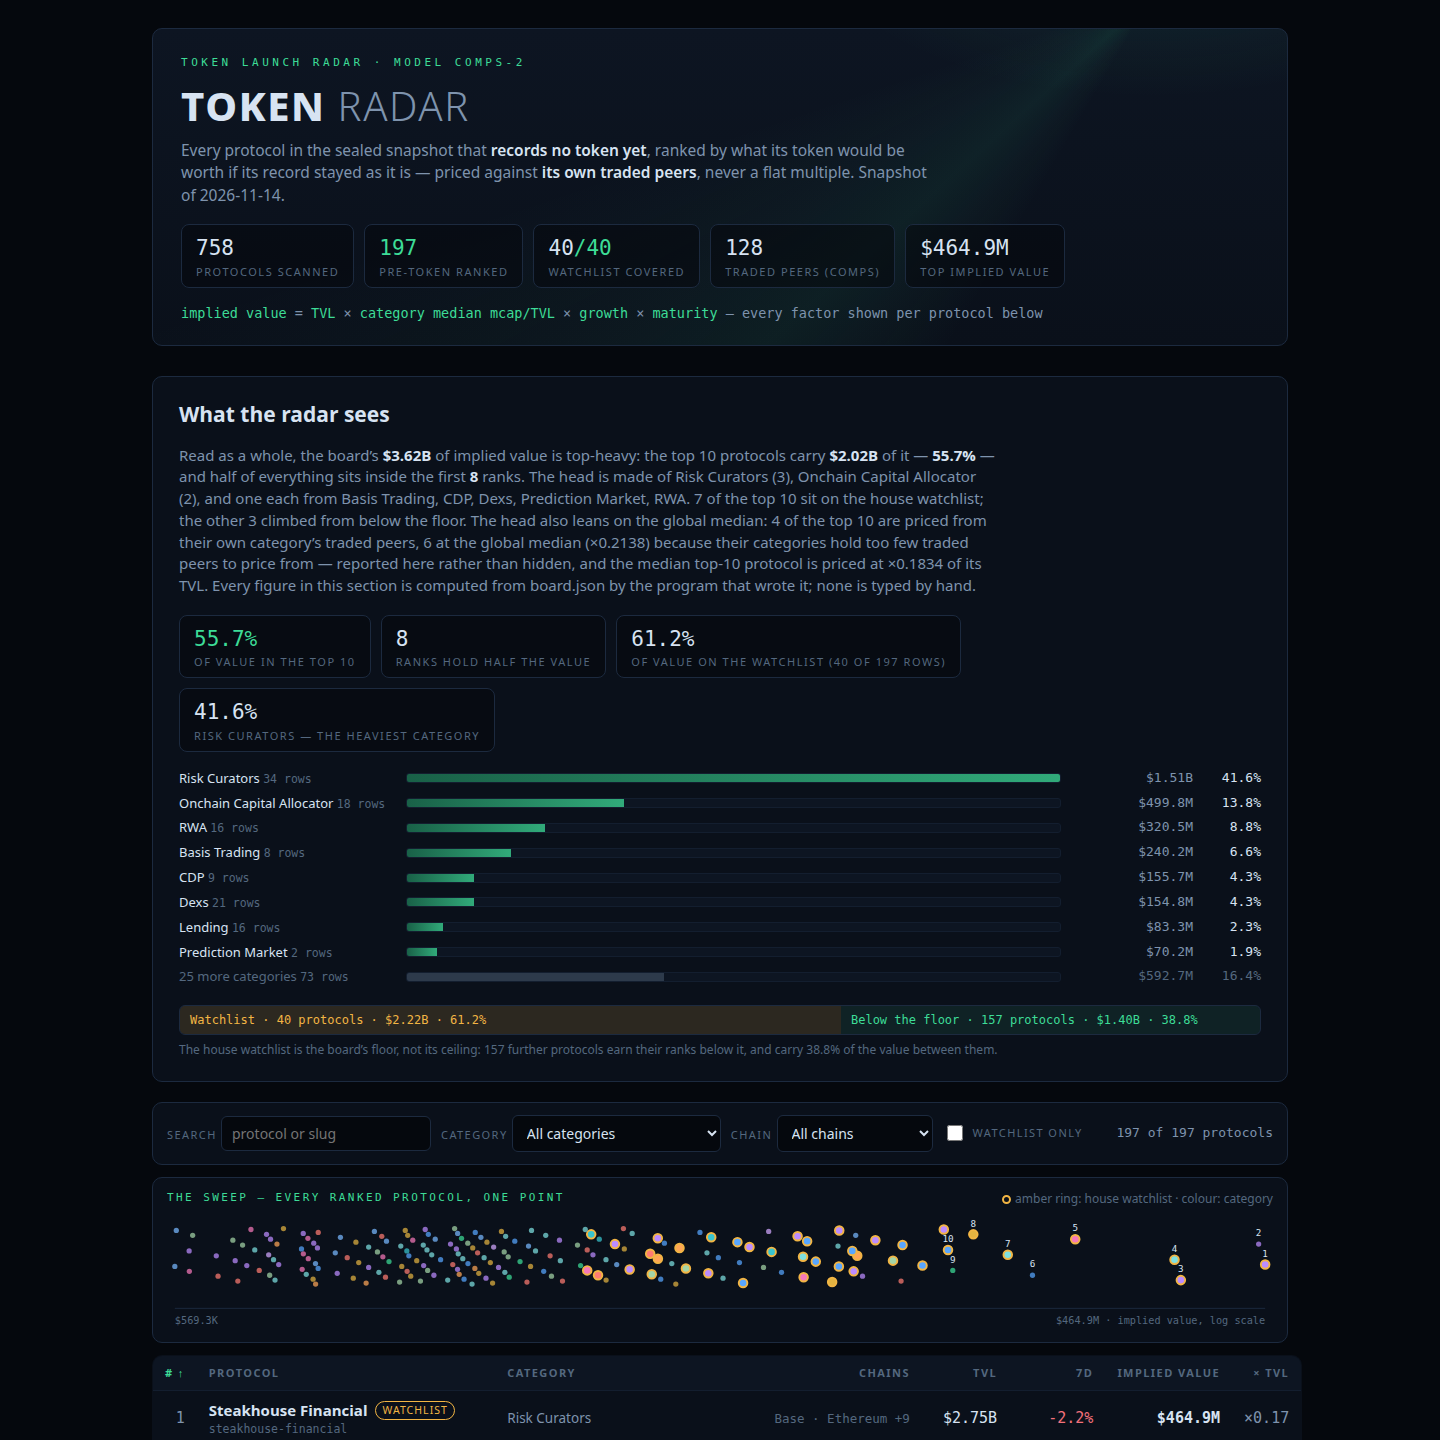 TOKEN LAUNCH RADAR · MODEL COMPS-2
TOKEN RADAR
Every protocol in the sealed snapshot that records no token yet, ranked by what its token would be
worth if its record stayed as it is — priced against its own traded peers, never a flat multiple. Snapshot
of 2026-11-14.
758
PROTOCOLS SCANNED
197
PRE-TOKEN RANKED
40/40
WATCHLIST COVERED
128
TRADED PEERS (COMPS)
$464.9M
TOP IMPLIED VALUE
implied value = TVL × category median mcap/TVL × growth × maturity — every factor shown per protocol below
What the radar sees
Read as a whole, the board's $3.62B of implied value is top-heavy: the top 10 protocols carry $2.02B of it — 55.7% —
and half of everything sits inside the first 8 ranks. The head is made of Risk Curators (3), Onchain Capital Allocator
(2), and one each from Basis Trading, CDP, Dexs, Prediction Market, RWA. 7 of the top 10 sit on the house watchlist;
the other 3 climbed from below the floor. The head also leans on the global median: 4 of the top 10 are priced from
their own category's traded peers, 6 at the global median (×0.2138) because their categories hold too few traded
peers to price from — reported here rather than hidden, and the median top-10 protocol is priced at ×0.1834 of its
TVL. Every figure in this section is computed from board.json by the program that wrote it; none is typed by hand.
55.7%
OF VALUE IN THE TOP 10
8
RANKS HOLD HALF THE VALUE
61.2%
OF VALUE ON THE WATCHLIST (40 OF 197 ROWS)
41.6%
RISK CURATORS — THE HEAVIEST CATEGORY
Risk Curators 34 rows $1.51B 41.6%
Onchain Capital Allocator 18 rows $499.8M 13.8%
RWA 16 rows $320.5M 8.8%
Basis Trading 8 rows $240.2M 6.6%
CDP 9 rows $155.7M 4.3%
Dexs 21 rows $154.8M 4.3%
Lending 16 rows $83.3M 2.3%
Prediction Market 2 rows $70.2M 1.9%
25 more categories 73 rows $592.7M 16.4%
Watchlist · 40 protocols · $2.22B · 61.2% Below the floor · 157 protocols · $1.40B · 38.8%
The house watchlist is the board's floor, not its ceiling: 157 further protocols earn their ranks below it, and carry 38.8% of the value between them.
SEARCH protocol or slug CATEGORY All categories CHAIN All chains WATCHLIST ONLY 197 of 197 protocols
THE SWEEP — EVERY RANKED PROTOCOL, ONE POINT amber ring: house watchlist · colour: category
8
5
2
10
7
4
1
9
6
3
$569.3K $464.9M · implied value, log scale
# ↑ PROTOCOL CATEGORY CHAINS TVL 7D IMPLIED VALUE × TVL
1 Steakhouse Financial WATCHLIST Risk Curators Base · Ethereum +9 $2.75B -2.2% $464.9M ×0.17
steakhouse-financial